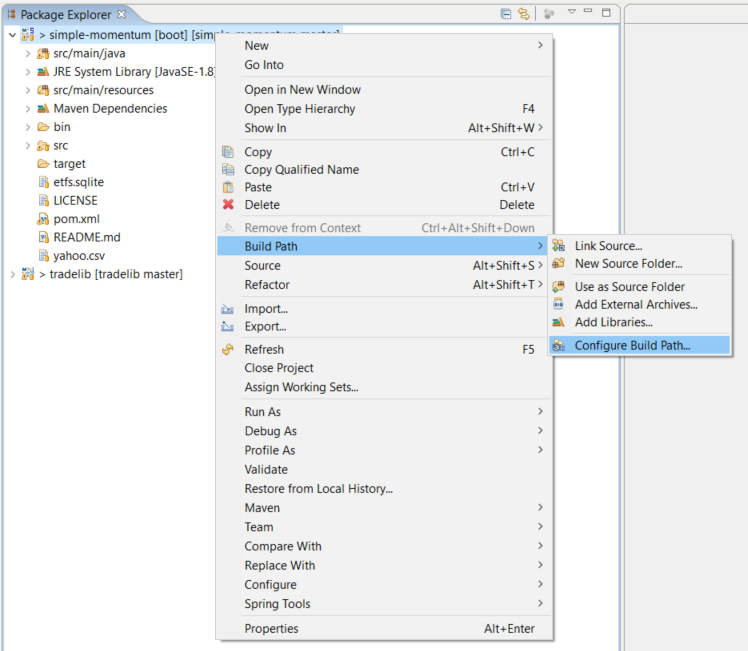 Package Explorer
> simple-momentum [boot] [simple-momentum master]
src/main/java
JRE System Library [JavaSE-1.8]
src/main/resources
Maven Dependencies
> bin
src
target
etfs.sqlite
LICENSE
pom.xml
README.md
yahoo.csv
> tradelib [tradelib master]
New
Go Into
Open in New Window
Open Type Hierarchy F4
Show In Alt+Shift+W >
Copy Ctrl+C
Copy Qualified Name
Paste Ctrl+V
Delete Delete
Remove from Context Ctrl+Alt+Shift+Down
Build Path
Source Alt+Shift+S >
Refactor Alt+Shift+T >
Import...
Export...
Refresh F5
Close Project
Assign Working Sets...
Run As
Debug As
Profile As
Validate
Restore from Local History...
Maven
Team
Compare With
Replace With
Configure
Spring Tools
Properties Alt+Enter
Link Source...
New Source Folder...
Use as Source Folder
Add External Archives...
Add Libraries...
Configure Build Path...